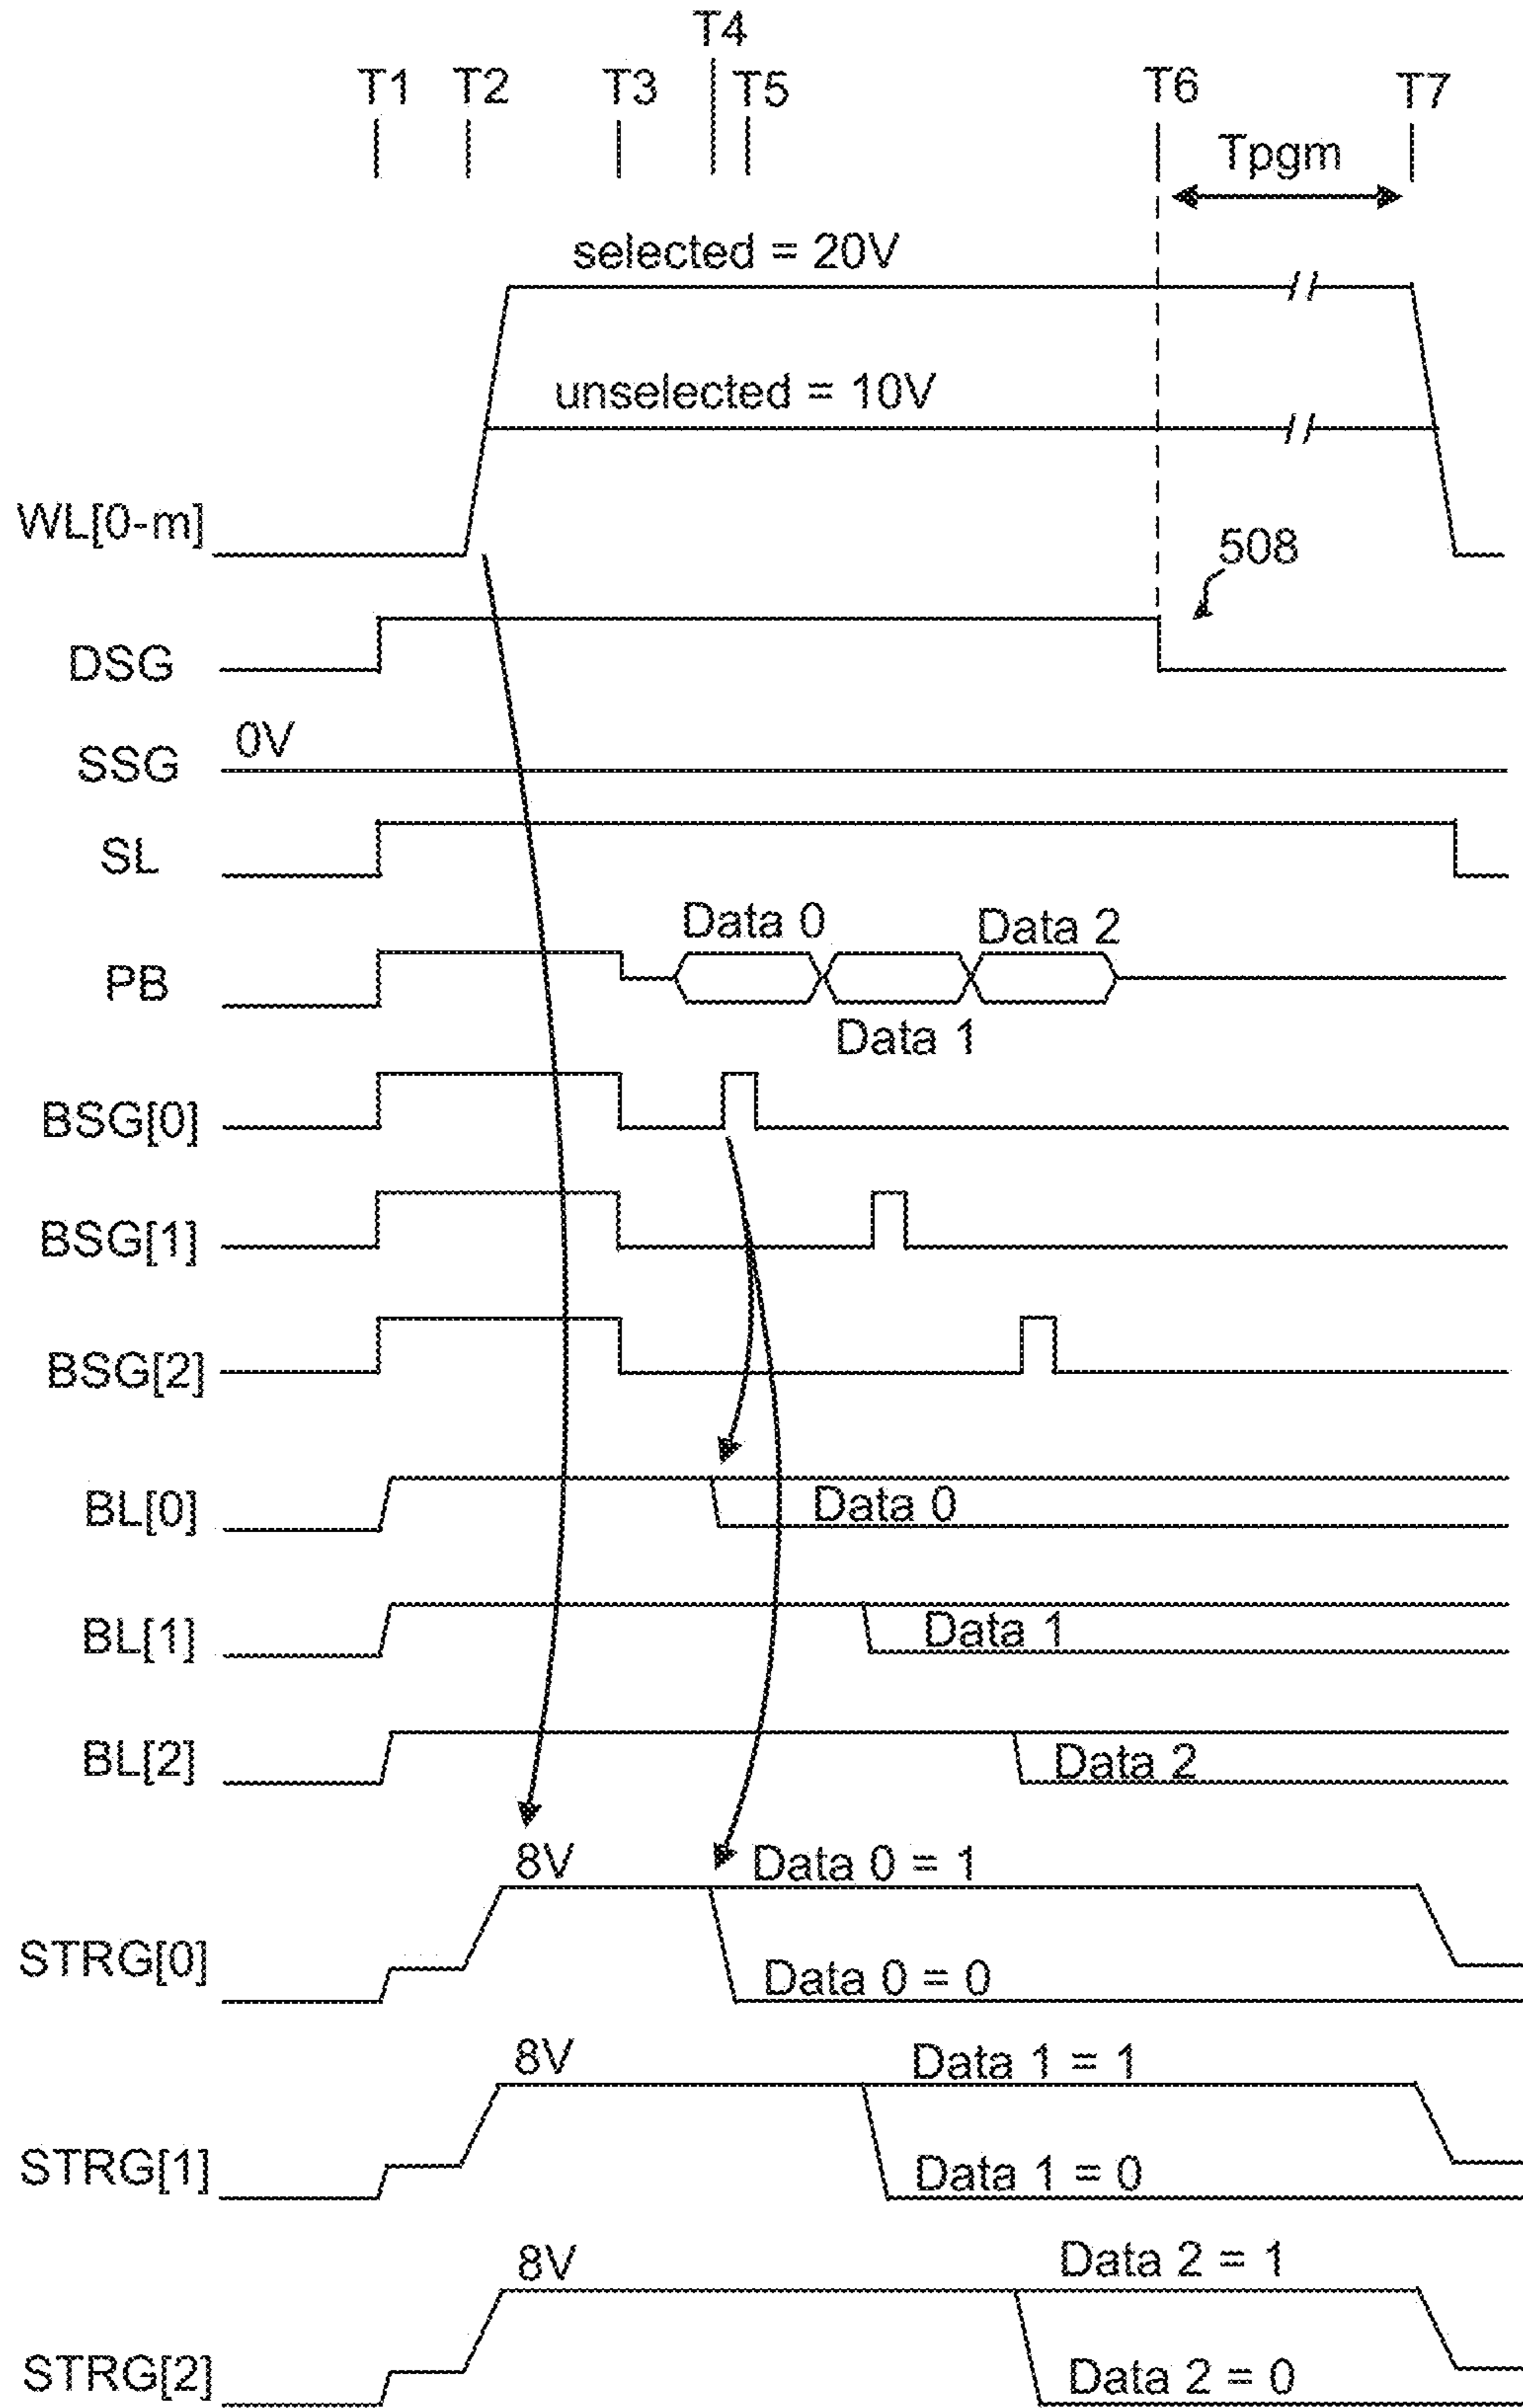 T4
T1 T2 T3 T5 T6 T7
Tpgm
selected = 20V
unselected = 10V
WL[0-m]
508
DSG
0V
SSG
SL
Data 0 Data 2
PB
Data 1
BSG[0]
BSG[1]
BSG[2]
BL[0] Data 0
BL[1] Data 1
BL[2] Data 2
8V Data 0 = 1
STRG[0] Data 0 = 0
8V Data 1 = 1
STRG[1] Data 1 = 0
8V Data 2 = 1
STRG[2] Data 2 = 0